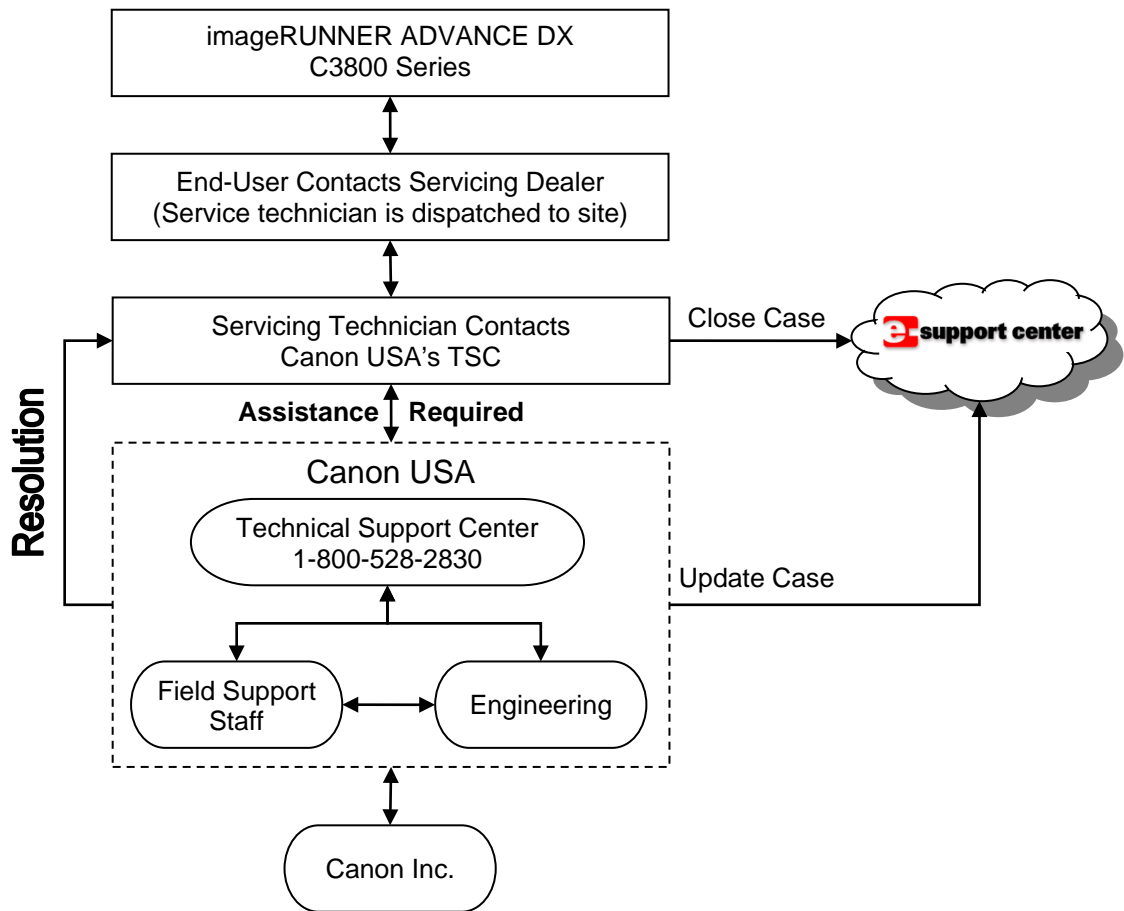 imageRUNNER ADVANCE DX
C3800 Series
End-User Contacts Servicing Dealer
(Service technician is dispatched to site)
Servicing Technician Contacts
Canon USA's TSC
Close Case
e-support center
Assistance Required
Resolution
Canon USA
Technical Support Center
1-800-528-2830
Update Case
Field Support
Staff
Engineering
Canon Inc.